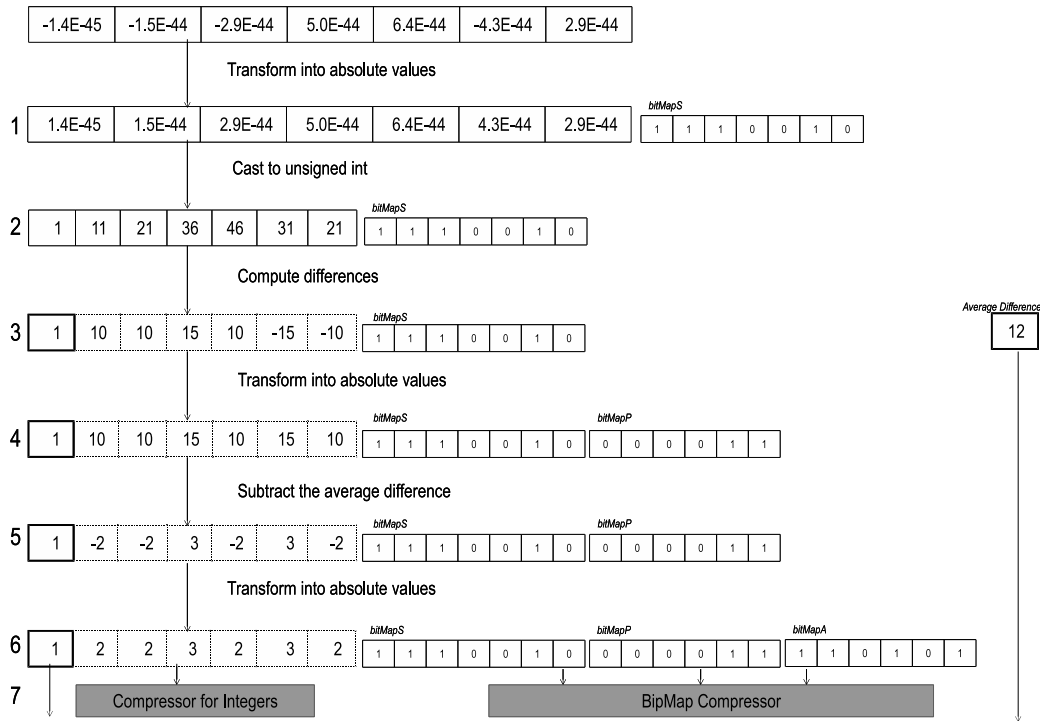 -1.4E-45 -1.5E-44 -2.9E-44 5.0E-44 6.4E-44 -4.3E-44 2.9E-44
Transform into absolute values
bitMapS
1 1.4E-45 1.5E-44 2.9E-44 5.0E-44 6.4E-44 4.3E-44 2.9E-44 1 1 1 0 0 1 0
Cast to unsigned int
bitMapS
2 1 11 21 36 46 31 21 1 1 1 0 0 1 0
Compute differences
bitMapS Average Difference
3 1 10 10 15 10 -15 -10 1 1 1 0 0 1 0 12
Transform into absolute values
bitMapS bitMapP
4 1 10 10 15 10 15 10 1 1 1 0 0 1 0 0 0 0 0 1 1
Subtract the average difference
bitMapS bitMapP
5 1 -2 -2 3 -2 3 -2 1 1 1 0 0 1 0 0 0 0 0 1 1
Transform into absolute values
bitMapS bitMapP bitMapA
6 1 2 2 3 2 3 2 1 1 1 0 0 1 0 0 0 0 0 1 1 1 1 0 1 0 1
7 Compressor for Integers BipMap Compressor